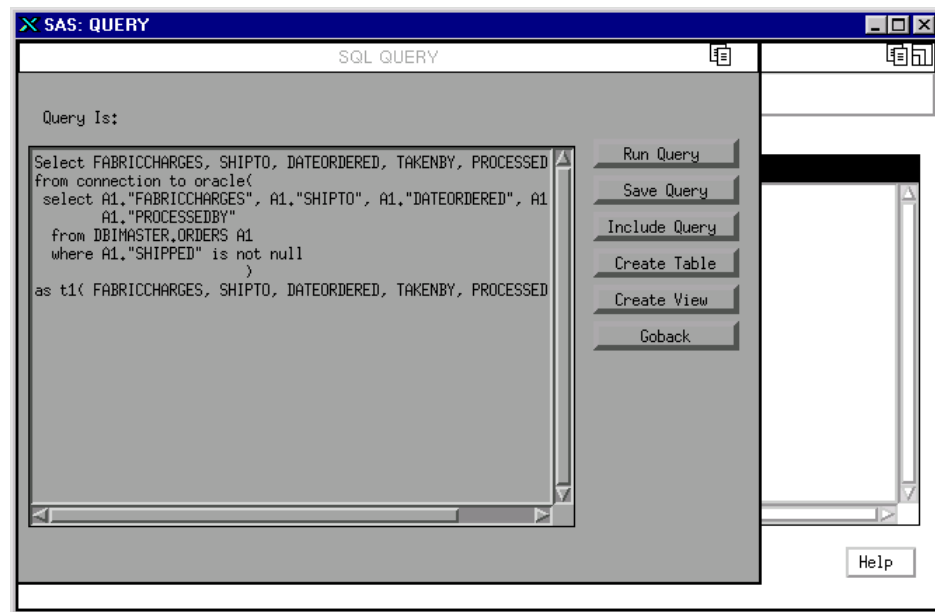 SAS: QUERY
SQL QUERY
Query Is:
Select FABRICCHARGES, SHIPTO, DATEORDERED, TAKENBY, PROCESSED
from connection to oracle(
select A1."FABRICCHARGES", A1."SHIPTO", A1."DATEORDERED", A1
A1."PROCESSEDBY"
from DBIMASTER.ORDERS A1
where A1."SHIPPED" is not null
)
as t1( FABRICCHARGES, SHIPTO, DATEORDERED, TAKENBY, PROCESSED
Run Query
Save Query
Include Query
Create Table
Create View
Goback
Help